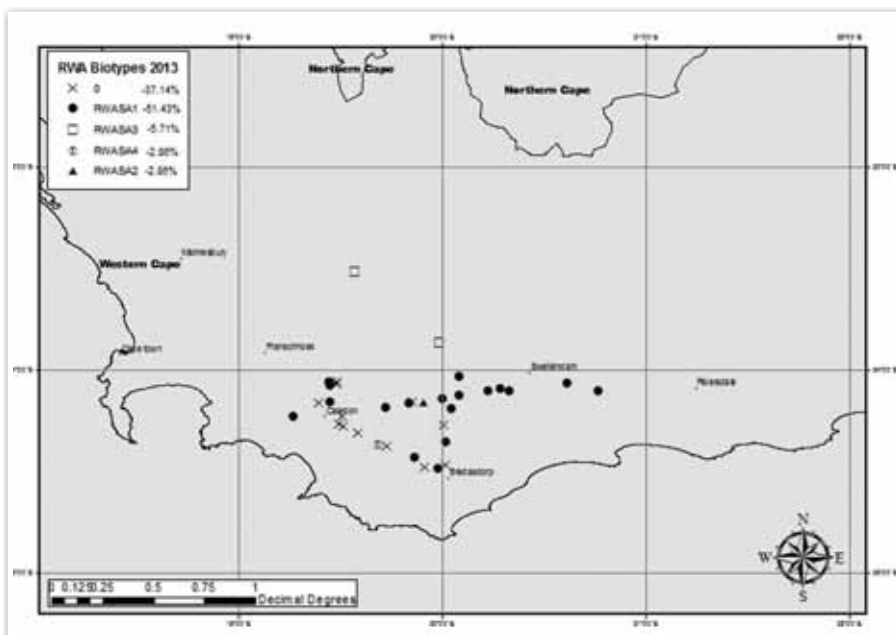 RWA Biotypes 2013
0 -37.14%
RWASA1 -51.43%
RWASA3 -5.71%
RWASA4 -2.86%
RWASA2 -2.86%
Northern Cape
Northern Cape
Malmesbury
Western Cape
Franschhoek
Swellendam
Riversdale
Caledon
Bredasdorp
N
W E
S
0 0.125 0.25 0.5 0.75 1
Decimal Degrees